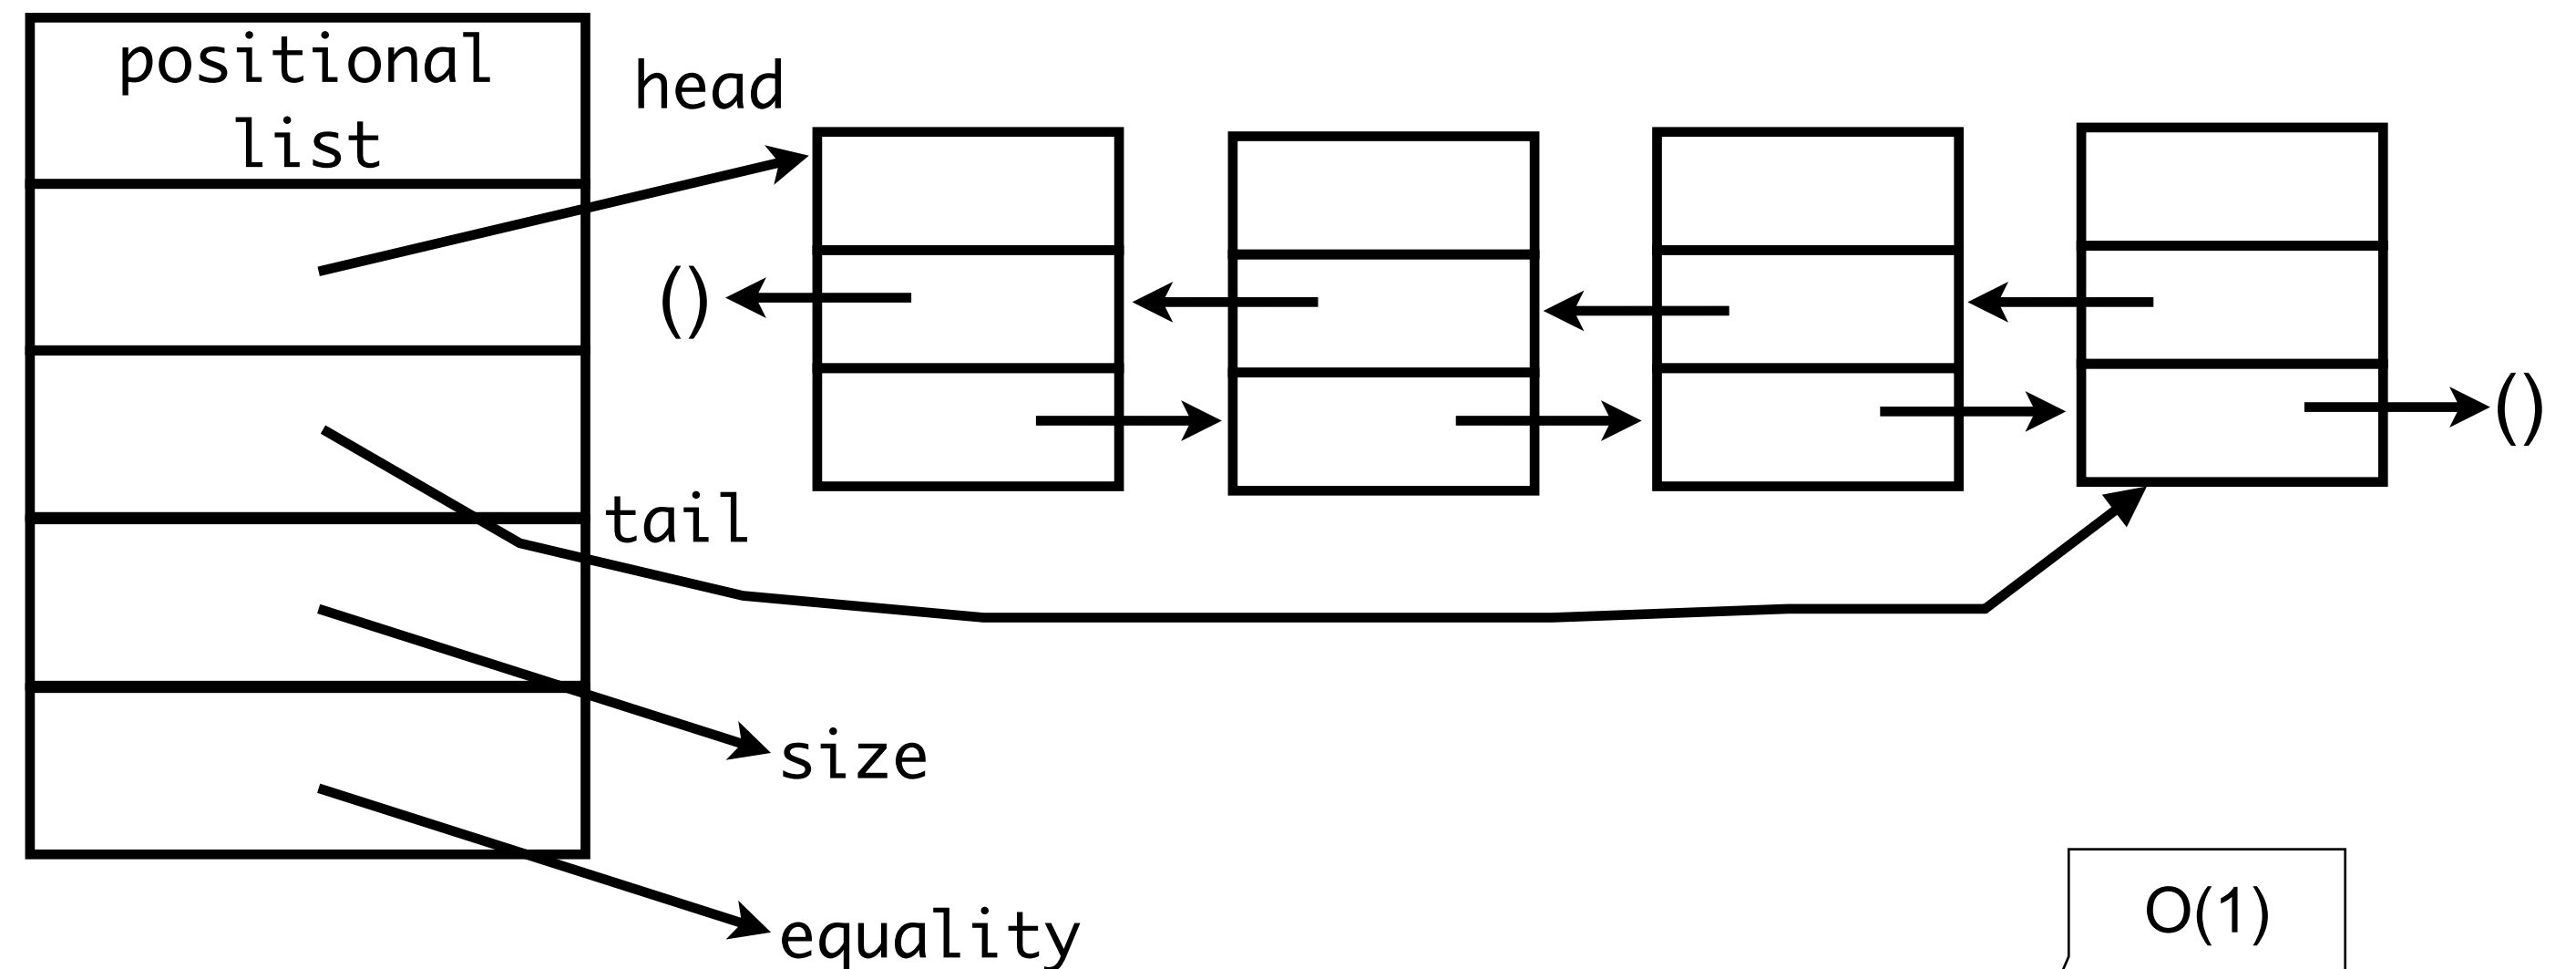 positional
list
head
()
()
tail
size
equality
O(1)